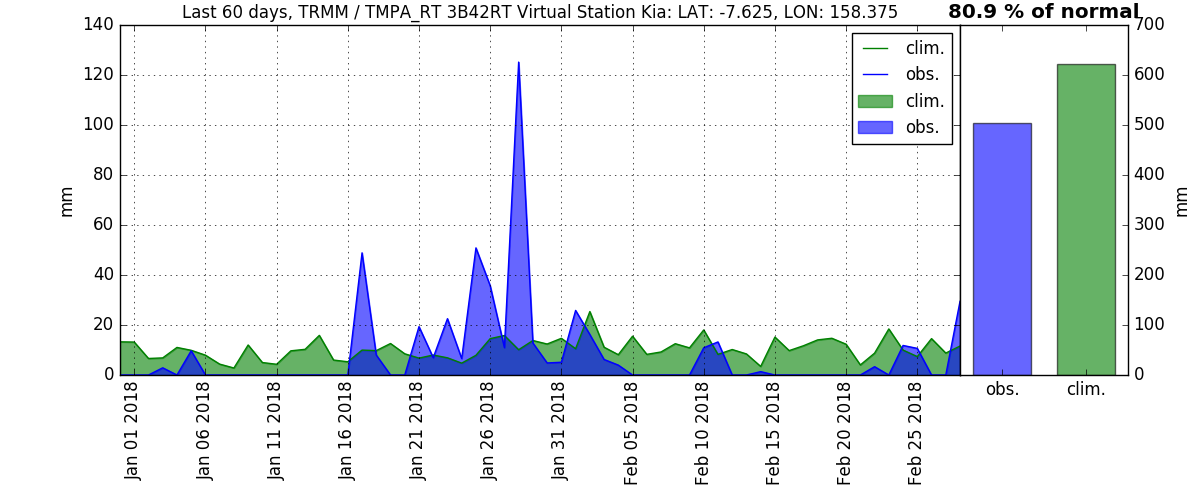 Last 60 days, TRMM / TMPA_RT 3B42RT Virtual Station Kia: LAT: -7.625, LON: 158.375
80.9 % of normal
140
120
100
80
60
40
20
0
mm
clim.
obs.
clim.
obs.
700
600
500
400
300
200
100
0
mm
Jan 01 2018
Jan 06 2018
Jan 11 2018
Jan 16 2018
Jan 21 2018
Jan 26 2018
Jan 31 2018
Feb 05 2018
Feb 10 2018
Feb 15 2018
Feb 20 2018
Feb 25 2018
obs.
clim.